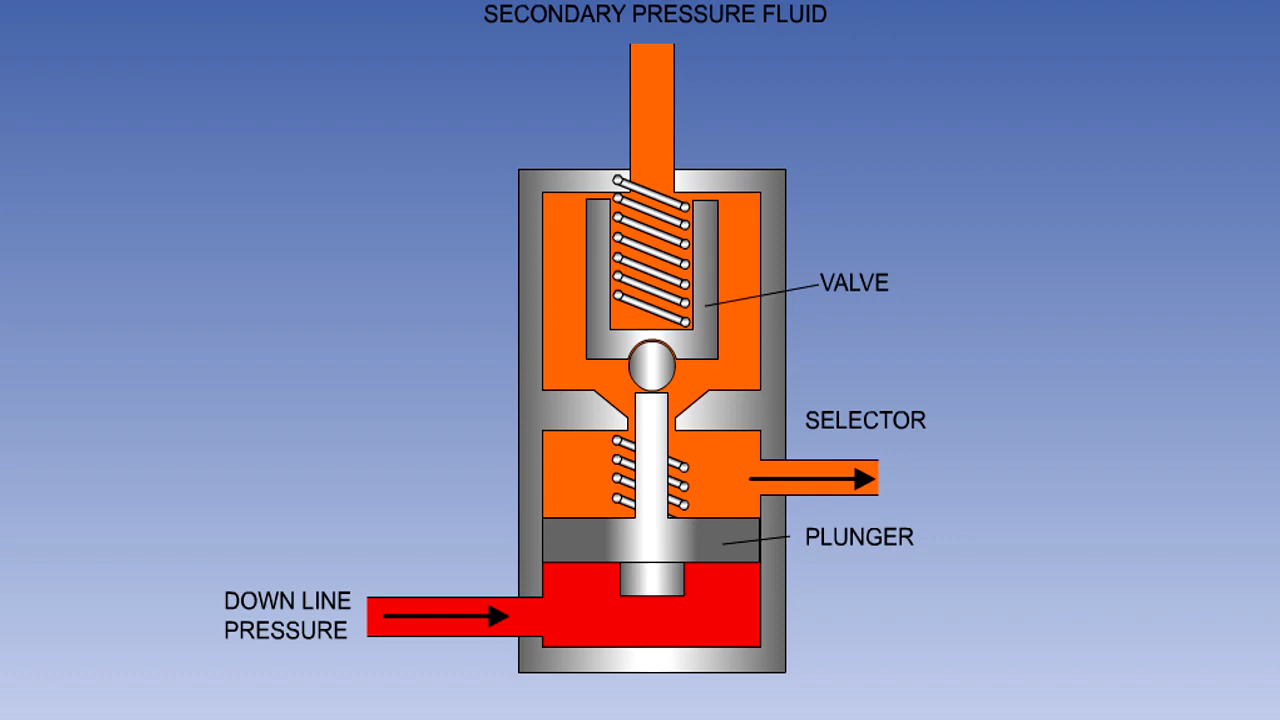 SECONDARY PRESSURE FLUID
VALVE
SELECTOR
PLUNGER
DOWN LINE
PRESSURE